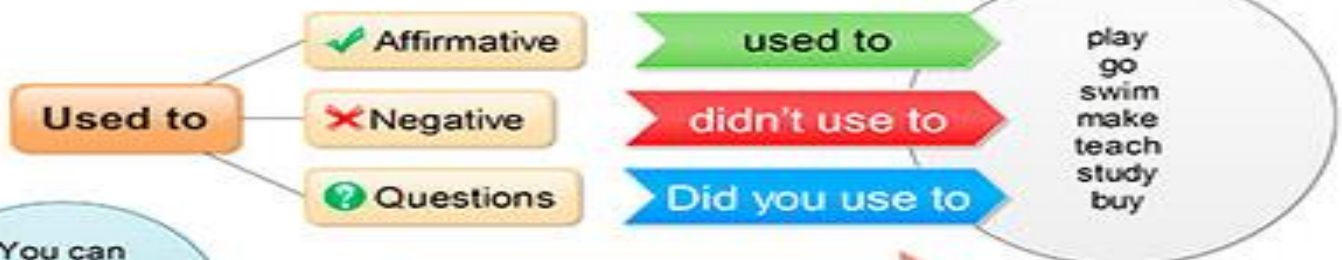 Used to
Affirmative
used to
Negative
didn't use to
Questions
Did you use to
play
go
swim
make
teach
study
buy
You can